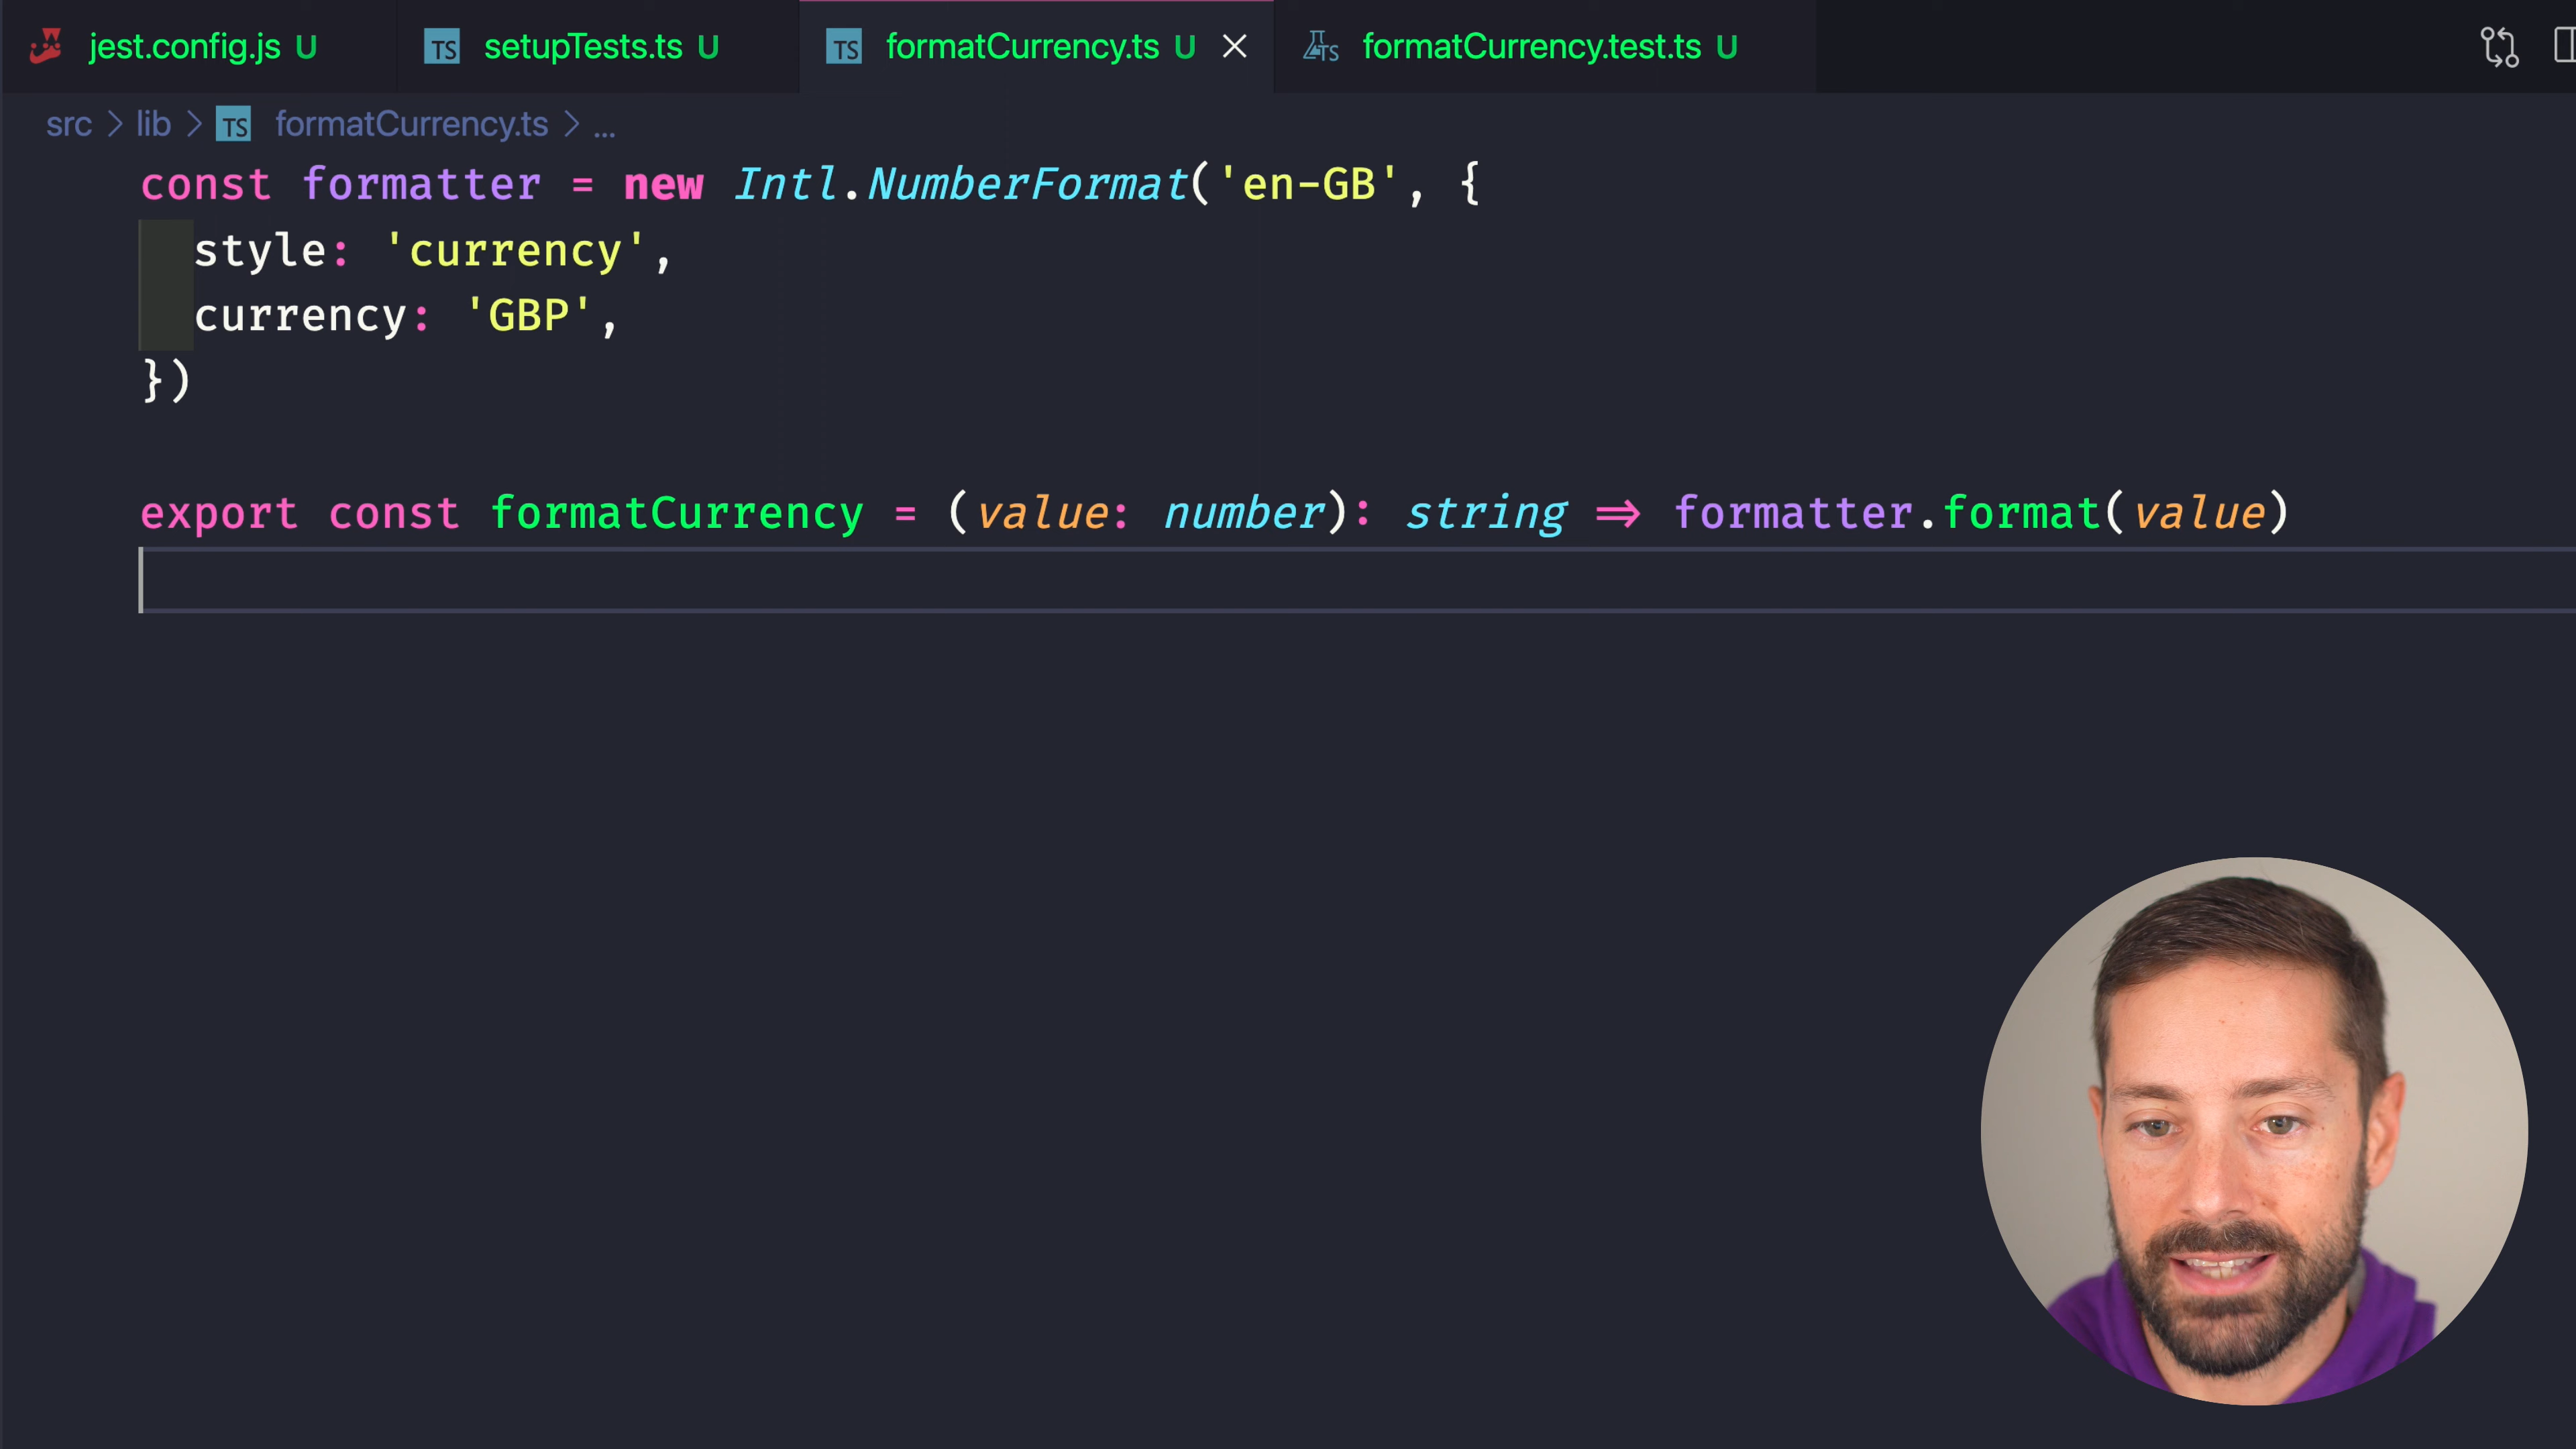 jest.config.js U TS setupTests.ts U TS formatCurrency.ts U TS formatCurrency.test.ts U
src > lib > TS formatCurrency.ts > ...
const formatter = new Intl.NumberFormat('en-GB', {
style: 'currency',
currency: 'GBP',
})
export const formatCurrency = (value: number): string => formatter.format(value)